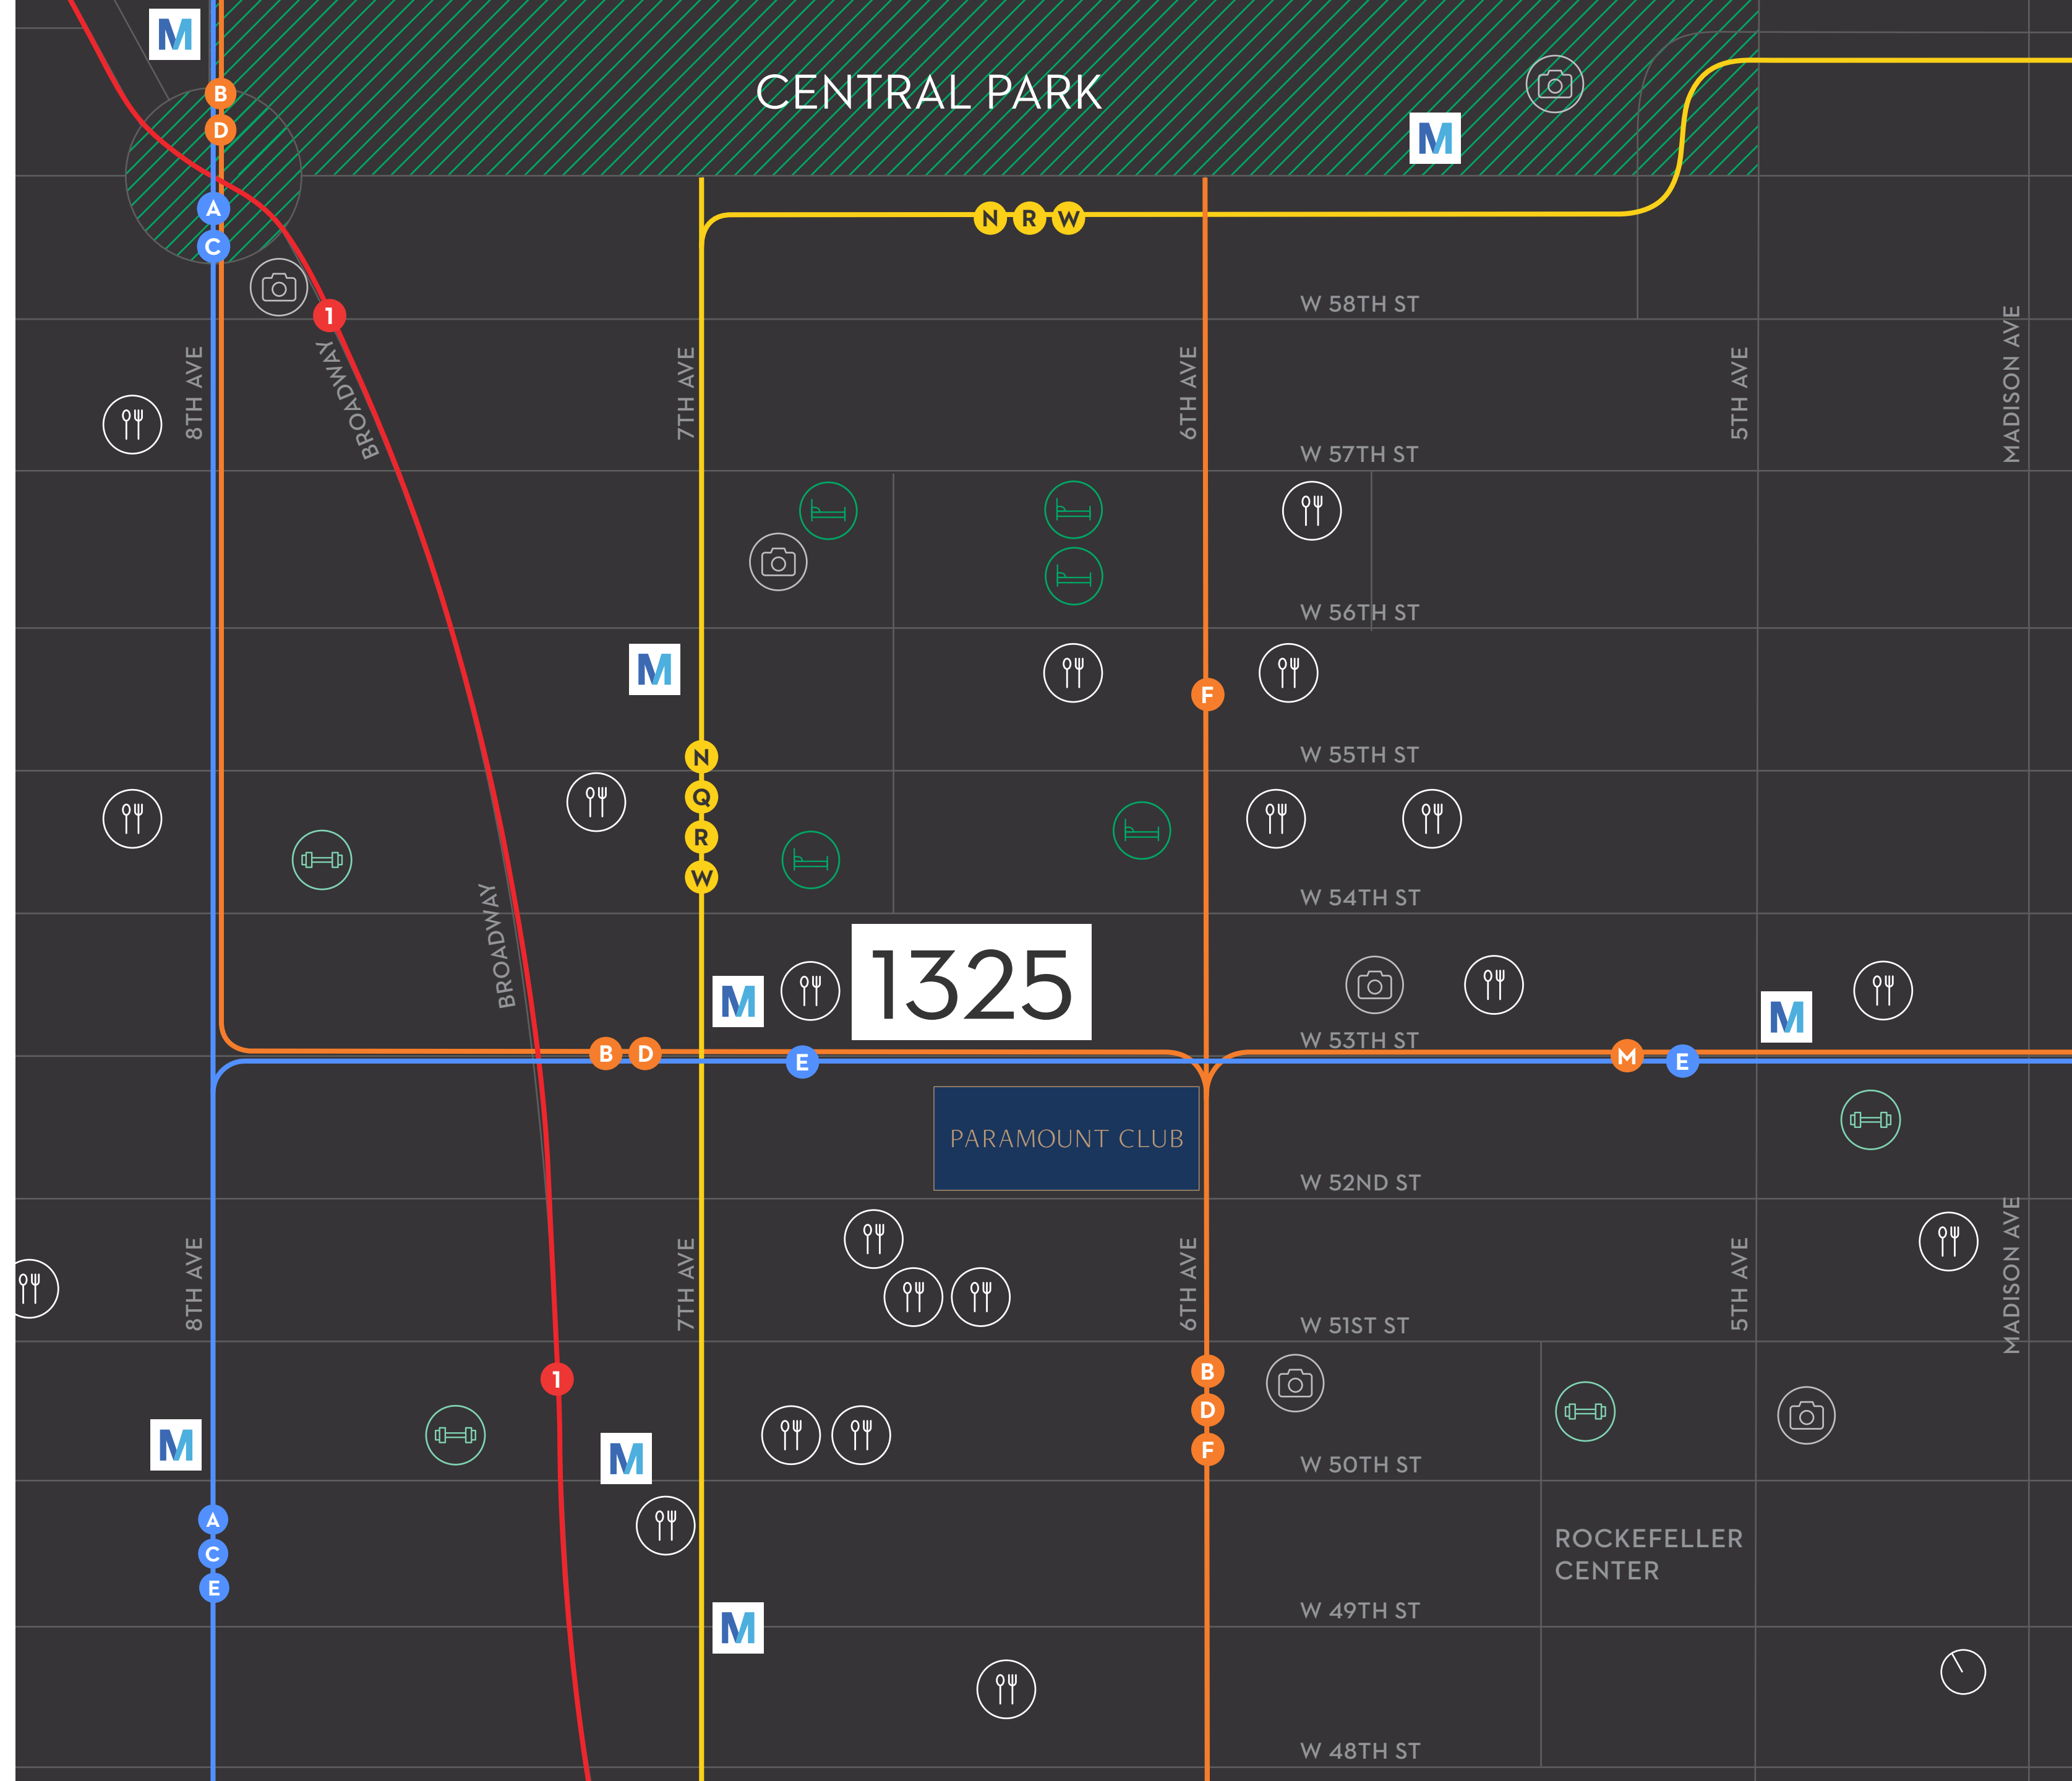 M
B
D
CENTRAL PARK
M
A
C
N R W
1
W 58TH ST
8TH AVE
BROADWAY
7TH AVE
6TH AVE
5TH AVE
MADISON AVE
W 57TH ST
W 56TH ST
M
F
N
Q
R
W
W 55TH ST
BROADWAY
W 54TH ST
1325
M
M
W 53TH ST
B D
E
M E
PARAMOUNT CLUB
W 52ND ST
8TH AVE
7TH AVE
6TH AVE
5TH AVE
MADISON AVE
W 51ST ST
1
B
D
F
M
M
W 50TH ST
A
C
E
ROCKEFELLER
CENTER
W 49TH ST
M
W 48TH ST